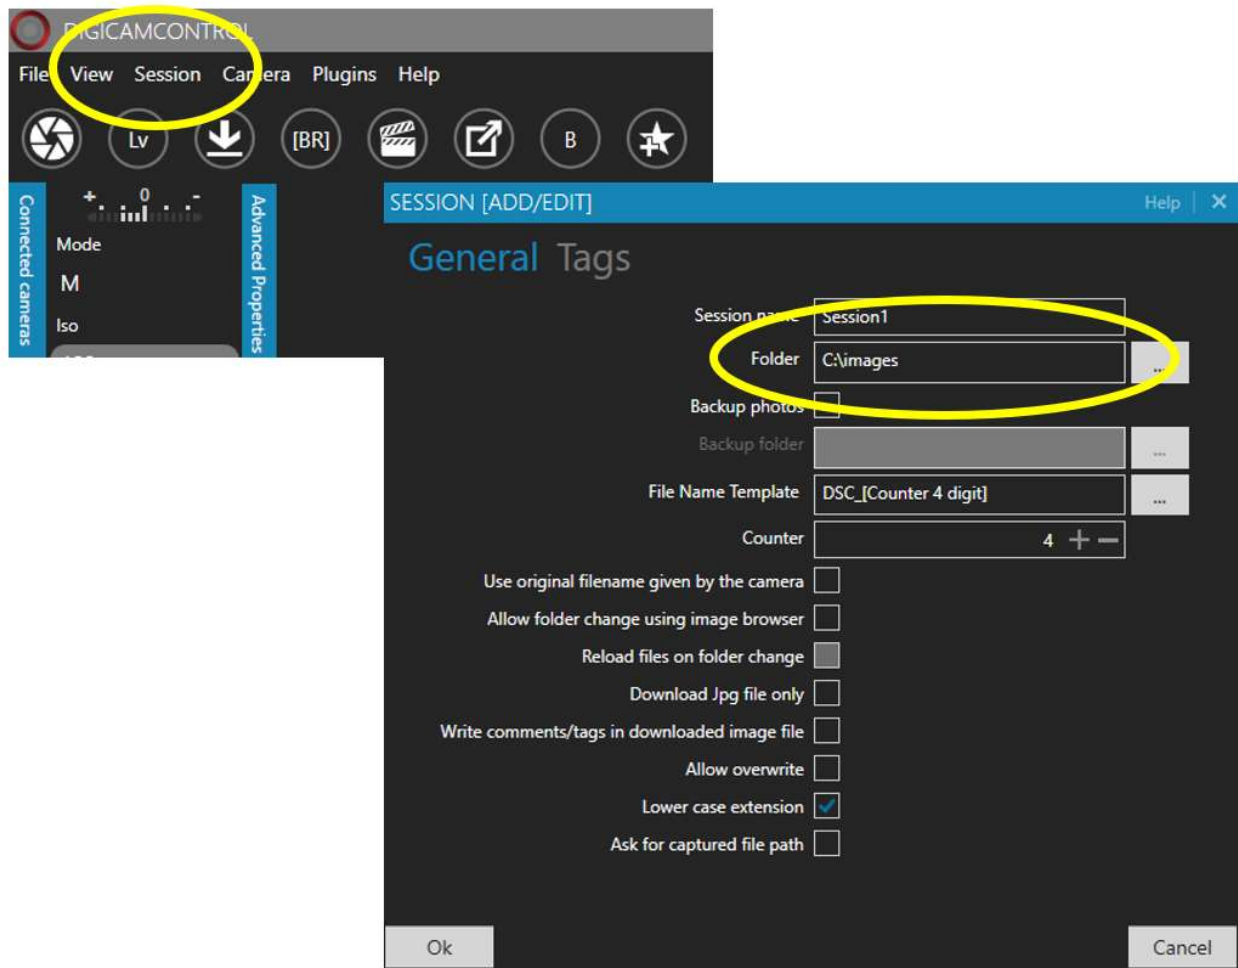 DIGICAMCONTROL
File View Session Camera Plugins Help
Lv [BR] B
+ 0 -
Connected cameras
Mode
M
Iso
Advanced Properties
SESSION [ADD/EDIT] Help
General Tags
Session name Session1
Folder C:\images ...
Backup photos
Backup folder ...
File Name Template DSC_[Counter 4 digit] ...
Counter 4 + −
Use original filename given by the camera
Allow folder change using image browser
Reload files on folder change
Download Jpg file only
Write comments/tags in downloaded image file
Allow overwrite
Lower case extension
Ask for captured file path
Ok Cancel